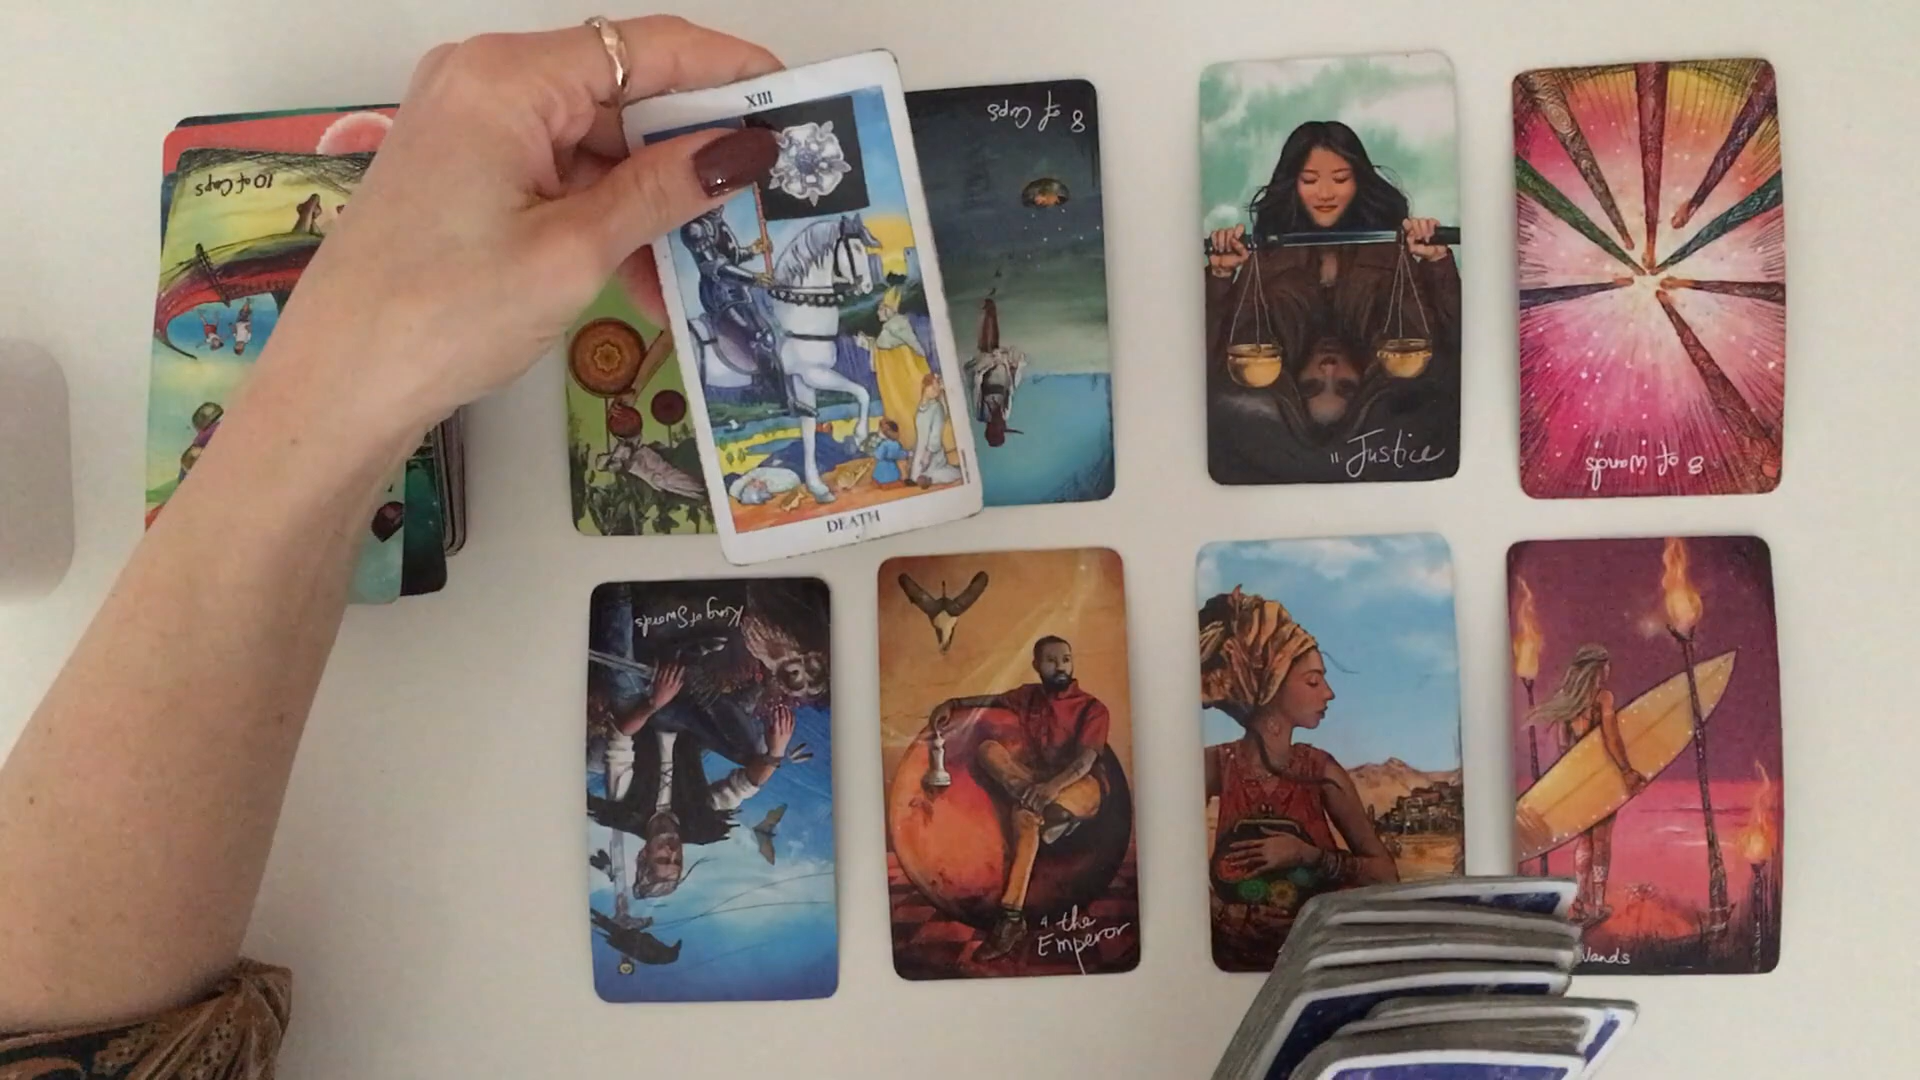 XIII
DEATH
8 of Cups
10 of Cups
11 Justice
8 of Wands
King of Swords
4 the
Emperor
Wands